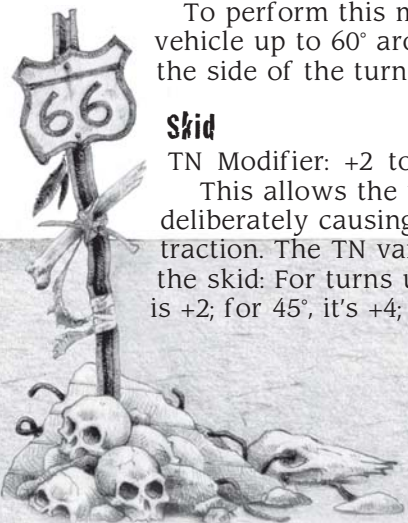 To perform this m
vehicle up to 60° aro
the side of the turn
66
Skid
TN Modifier: +2 to
This allows the
deliberately causing
traction. The TN va
the skid: For turns u
is +2; for 45°, it's +4;